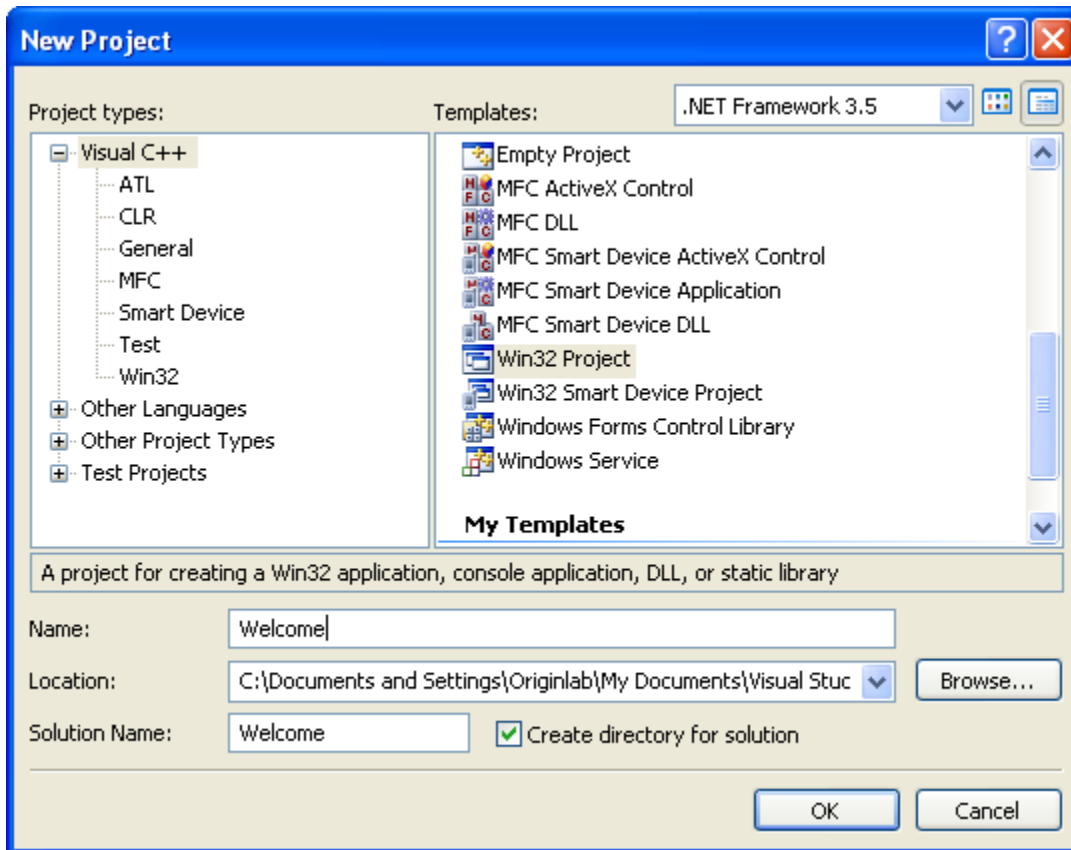 New Project
Project types:
Templates:
.NET Framework 3.5
Visual C++
ATL
CLR
General
MFC
Smart Device
Test
Win32
Other Languages
Other Project Types
Test Projects
Empty Project
MFC ActiveX Control
MFC DLL
MFC Smart Device ActiveX Control
MFC Smart Device Application
MFC Smart Device DLL
Win32 Project
Win32 Smart Device Project
Windows Forms Control Library
Windows Service
My Templates
A project for creating a Win32 application, console application, DLL, or static library
Name:
Welcome
Location:
C:\Documents and Settings\Originlab\My Documents\Visual Stuc
Browse...
Solution Name:
Welcome
Create directory for solution
OK
Cancel